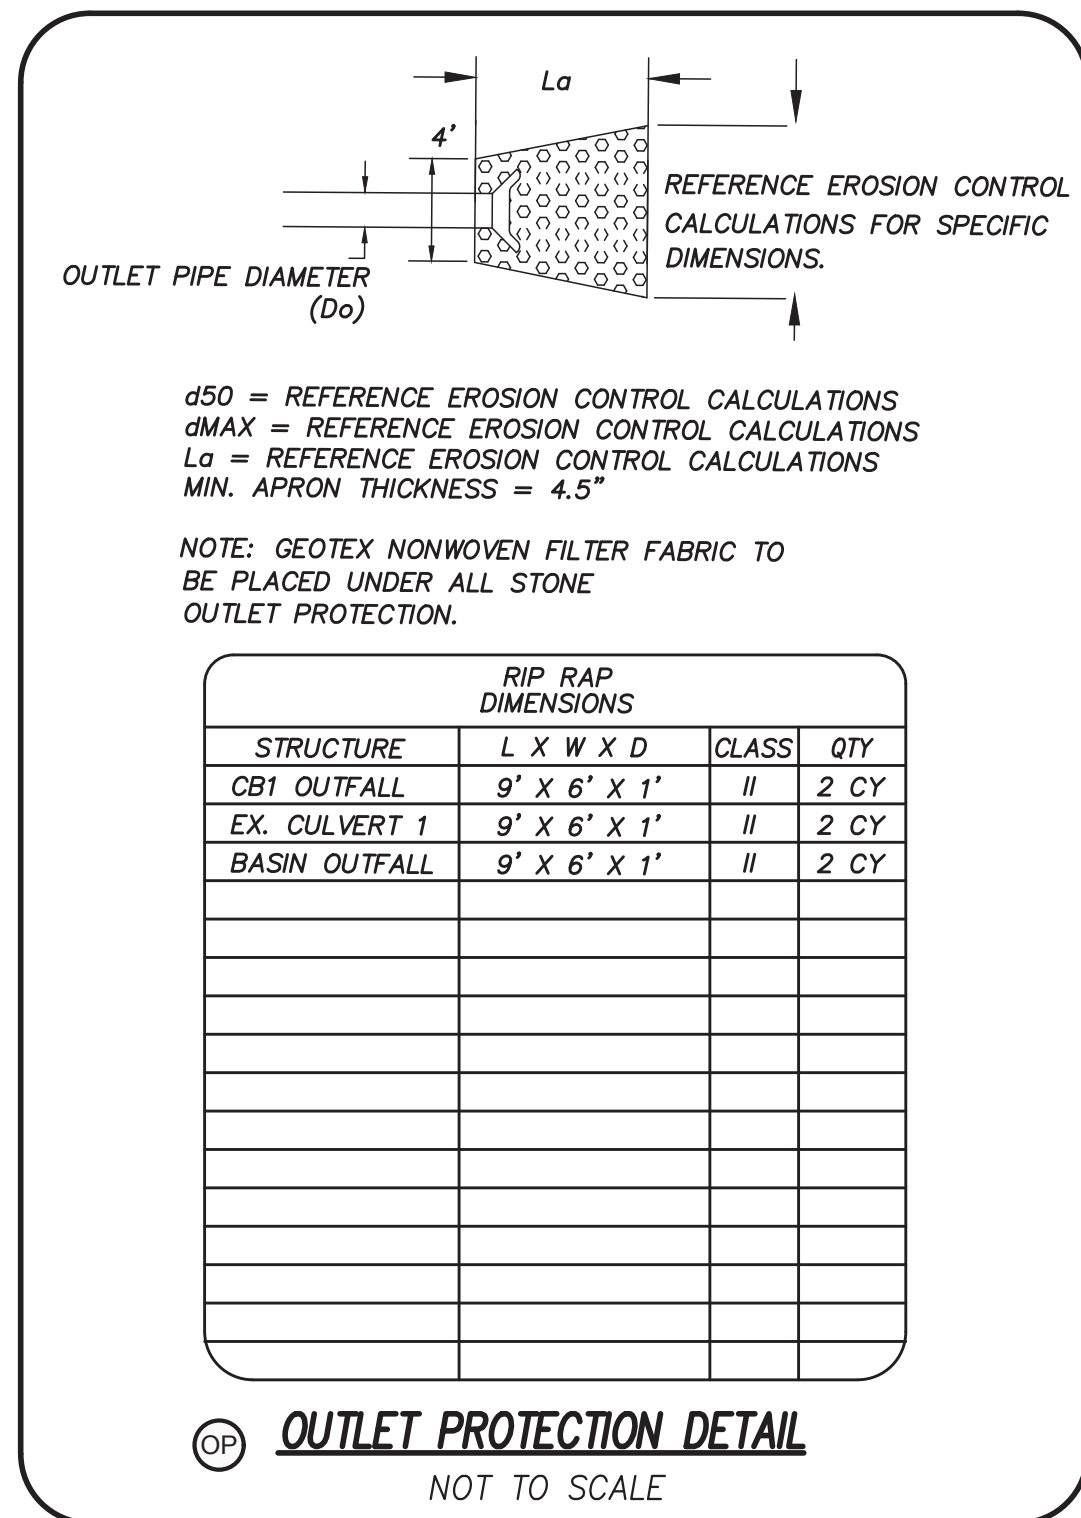 La
4'
REFERENCE EROSION CONTROL
CALCULATIONS FOR SPECIFIC
DIMENSIONS.
OUTLET PIPE DIAMETER
(Do)
d50 = REFERENCE EROSION CONTROL CALCULATIONS
dMAX = REFERENCE EROSION CONTROL CALCULATIONS
La = REFERENCE EROSION CONTROL CALCULATIONS
MIN. APRON THICKNESS = 4.5"
NOTE: GEOTEX NONWOVEN FILTER FABRIC TO
BE PLACED UNDER ALL STONE
OUTLET PROTECTION.
RIP RAP
DIMENSIONS
STRUCTURE L X W X D CLASS QTY
CB1 OUTFALL 9' X 6' X 1' II 2 CY
EX. CULVERT 1 9' X 6' X 1' II 2 CY
BASIN OUTFALL 9' X 6' X 1' II 2 CY
OP OUTLET PROTECTION DETAIL
NOT TO SCALE